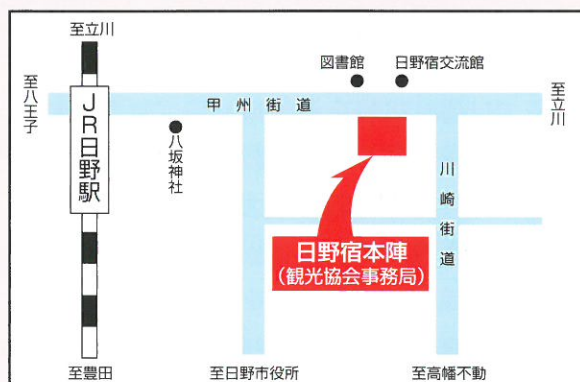 至立川
図書館
日野宿交流館
至八王子
甲州街道
至立川
JR日野駅
八坂神社
川崎街道
日野宿本陣
(観光協会事務局)
至豊田
至日野市役所
至高幡不動